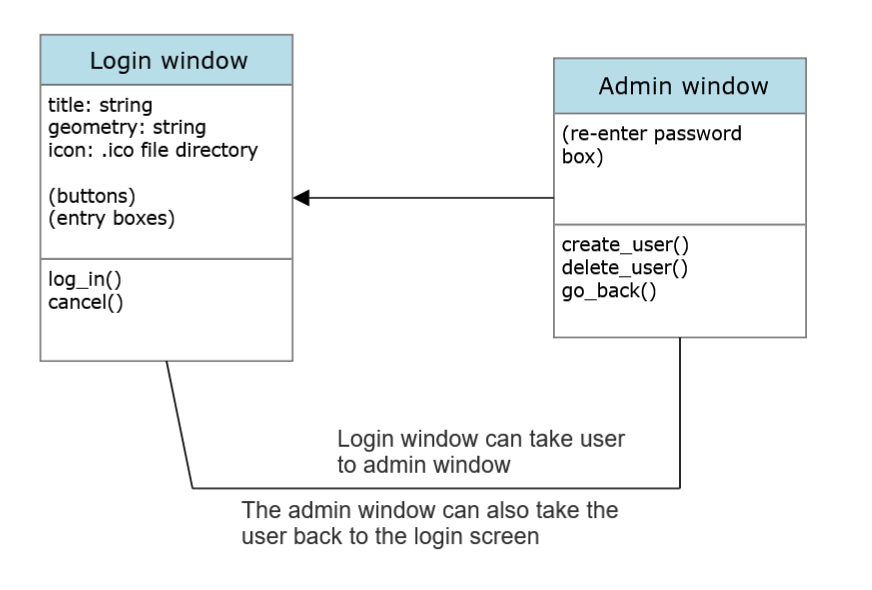 Login window
title: string
geometry: string
icon: .ico file directory
(buttons)
(entry boxes)
log_in()
cancel()
Admin window
(re-enter password
box)
create_user()
delete_user()
go_back()
Login window can take user
to admin window
The admin window can also take the
user back to the login screen